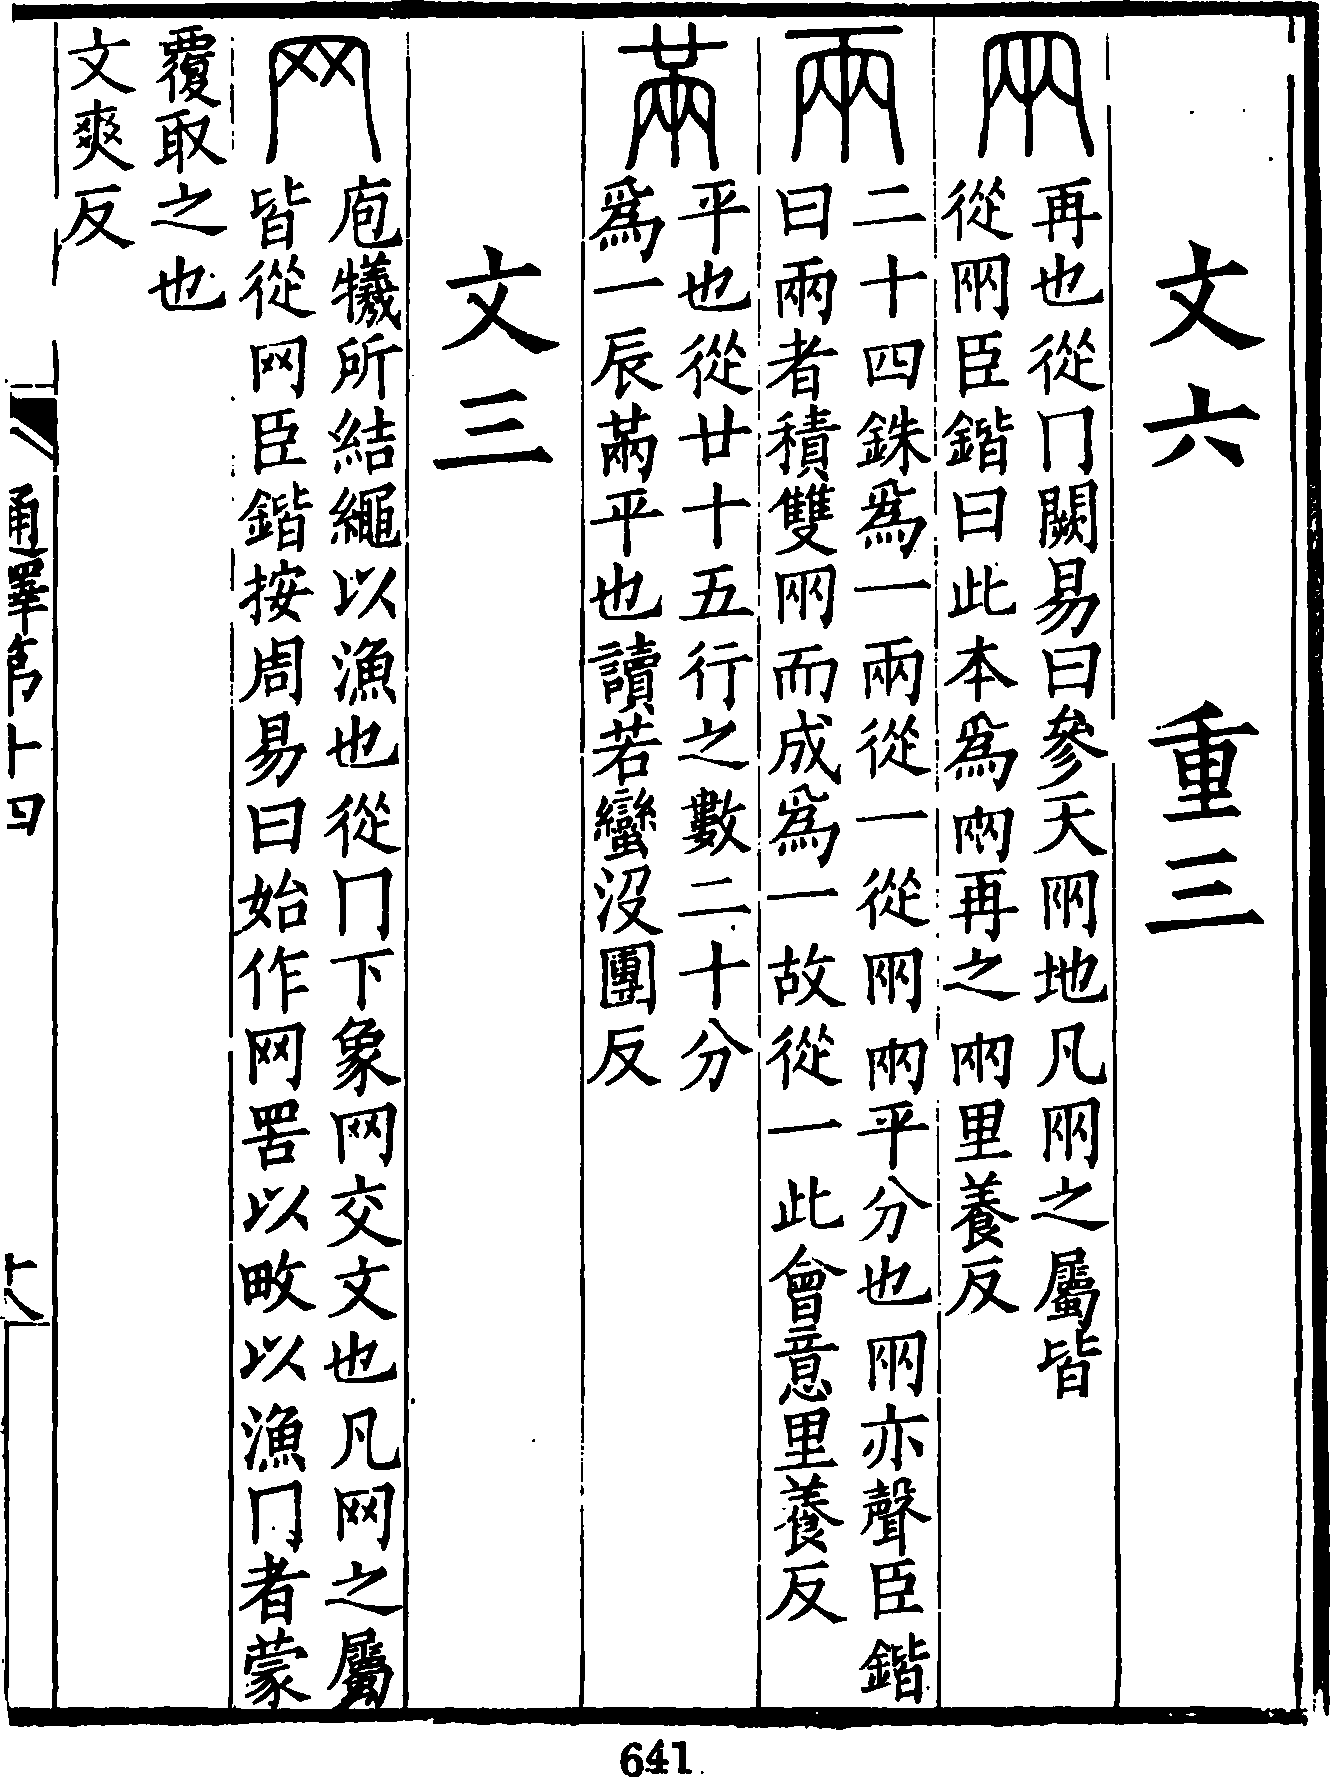 文六　重三
㒳
再也從冂闕易曰參天㒳地凡㒳之屬皆
從㒳臣鍇曰此本爲兩再之兩里養反
兩
二十四銖爲一兩從一從㒳兩平分也㒳亦聲臣鍇
曰兩者積雙㒳而成爲一故從一此會意里養反
㒼
平也從廿十五行之數二十分
爲一辰㒼平也讀若蠻沒團反
文三
网
庖犧所結繩以漁也從冂下象网交文也凡网之屬
皆從网臣鍇按周易曰始作网罟以畋以漁冂者蒙
覆取之也
文爽反
通釋第十四
十八
641